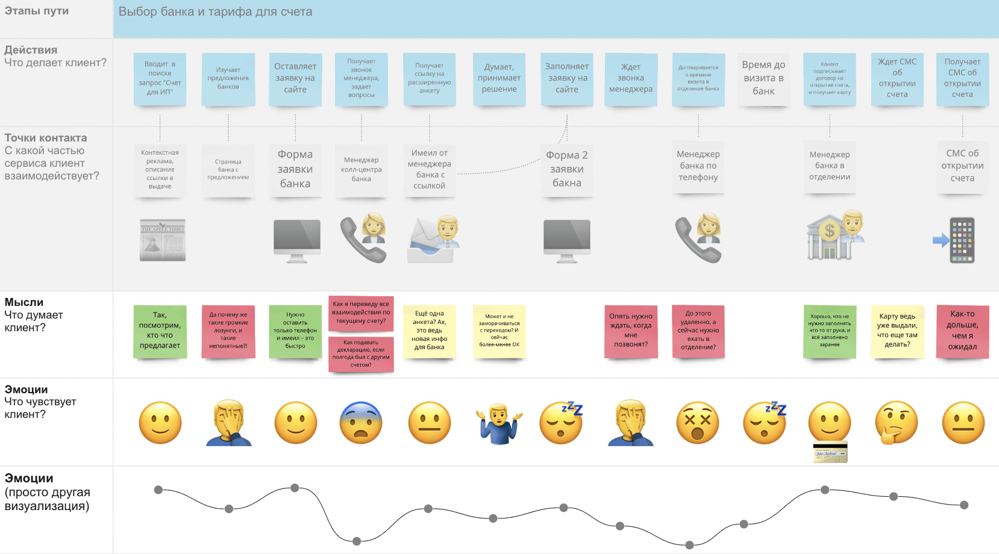 Этапы пути
Выбор банка и тарифа для счета
Действия
Что делает клиент?
Вводит в
поиске
запрос "Счет
для ИП"
Изучает
предложения
банков
Оставляет
заявку на
сайте
Получает
звонок
менеджера,
задает
вопросы
Получает
ссылку на
расширенную
анкету
Думает,
принимает
решение
Заполняет
заявку на
сайте
Ждет
звонка
менеджера
Договаривается
о времени
визита в
отделение банка
Время до
визита в
банк
Клиент
подписывает
договор на
открытие счета,
и получает карту
Ждет СМС
об
открытии
счета
Получает
СМС об
открытии
счета
Точки контакта
С какой частью
сервиса клиент
взаимодействует?
Контекстная
реклама,
описание
ссылки в
выдаче
Страница
банка с
предложением
Форма
заявки
банка
Менеджер
колл-центра
банка
Имеил от
менеджера
банка с
ссылкой
Форма 2
заявки
бакна
Менеджер
банка по
телефону
Менеджер
банка в
отделении
СМС об
открытии
счета
THE APPLE TIMES
Мысли
Что думает
клиент?
Так,
посмотрим,
кто что
предлагает
Да почему же
такие громкие
лозунги, и
такие
непонятные?!
Нужно
оставить
только телефон
и имеил – это
быстро
Как я переведу все
взаимодействия по
текущему счету?
Как подавать
декларацию, если
полгода был с другим
счетом?
Ещё одна
анкета? Ах,
это ведь
новая инфо
для банка
Может и не
заморачиваться
с переходом? И
сейчас
более-менее ОК
Опять нужно
ждать, когда
мне
позвонят?
До этого
удаленно, а
сейчас нужно
ехать в
отделение?
Хорошо, что не
нужно заполнять
что-то от руки, и
всё заполнено
заранее
Карту ведь
уже выдали,
что еще там
делать?
Как-то
дольше,
чем я
ожидал
Эмоции
Что чувствует
клиент?
zzZ
zzZ
Эмоции
(просто другая
визуализация)